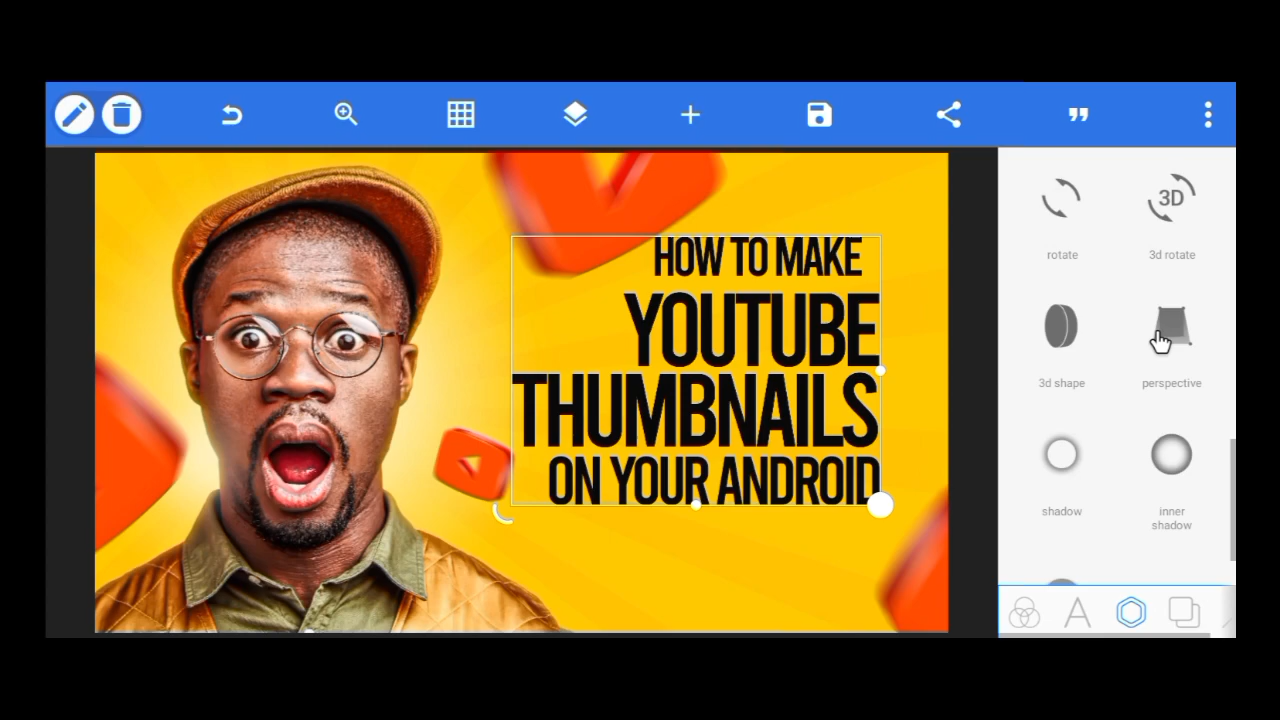 HOW TO MAKE
YOUTUBE
THUMBNAILS
ON YOUR ANDROID
rotate
3D
3d rotate
3d shape
perspective
shadow
inner
shadow
A